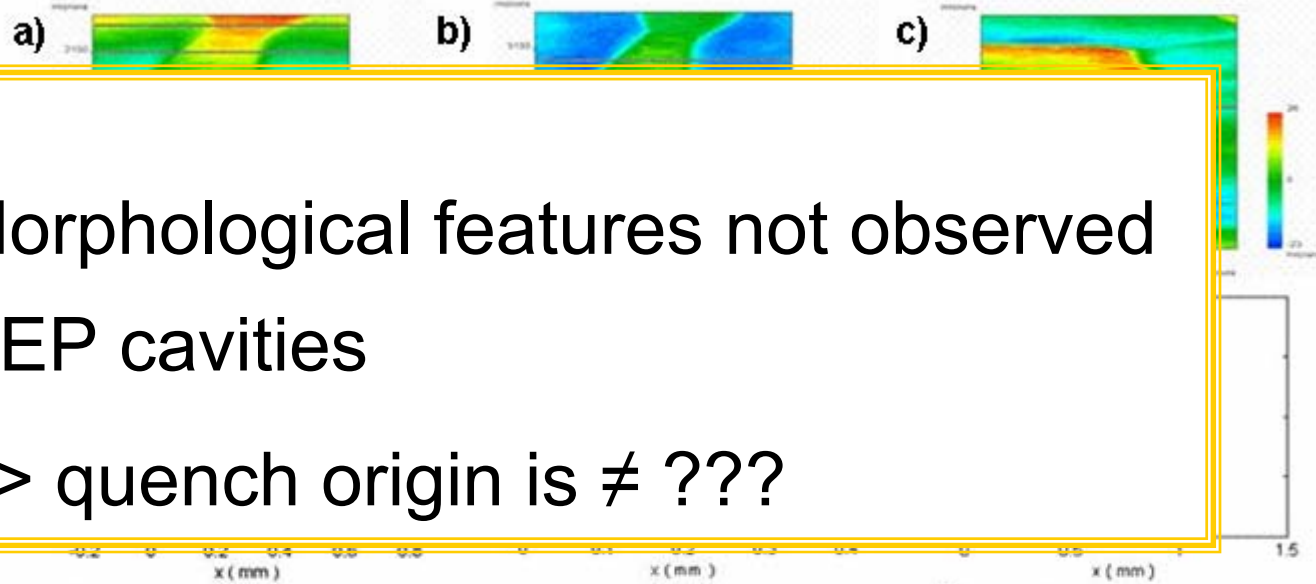 a)
b)
c)
lorphological features not observed
EP cavities
> quench origin is ≠ ???
1.5
x ( mm )
x ( mm )
x ( mm )